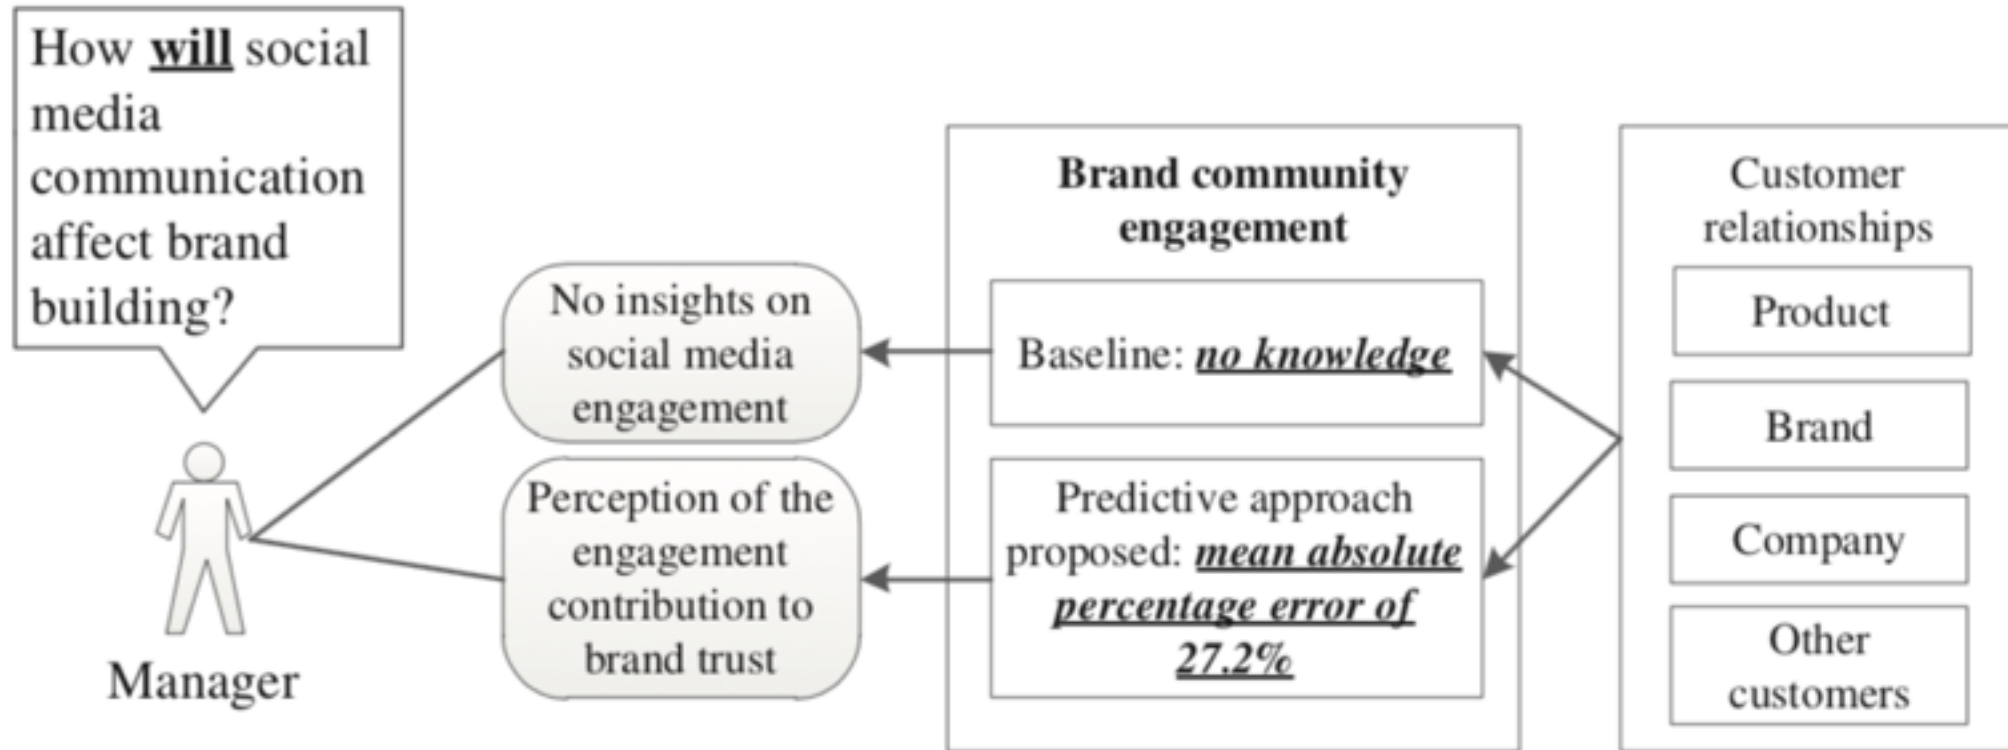 How will social
media
communication
affect brand
building?
Manager
No insights on
social media
engagement
Perception of the
engagement
contribution to
brand trust
Brand community
engagement
Baseline: no knowledge
Predictive approach
proposed: mean absolute
percentage error of
27.2%
Customer
relationships
Product
Brand
Company
Other
customers